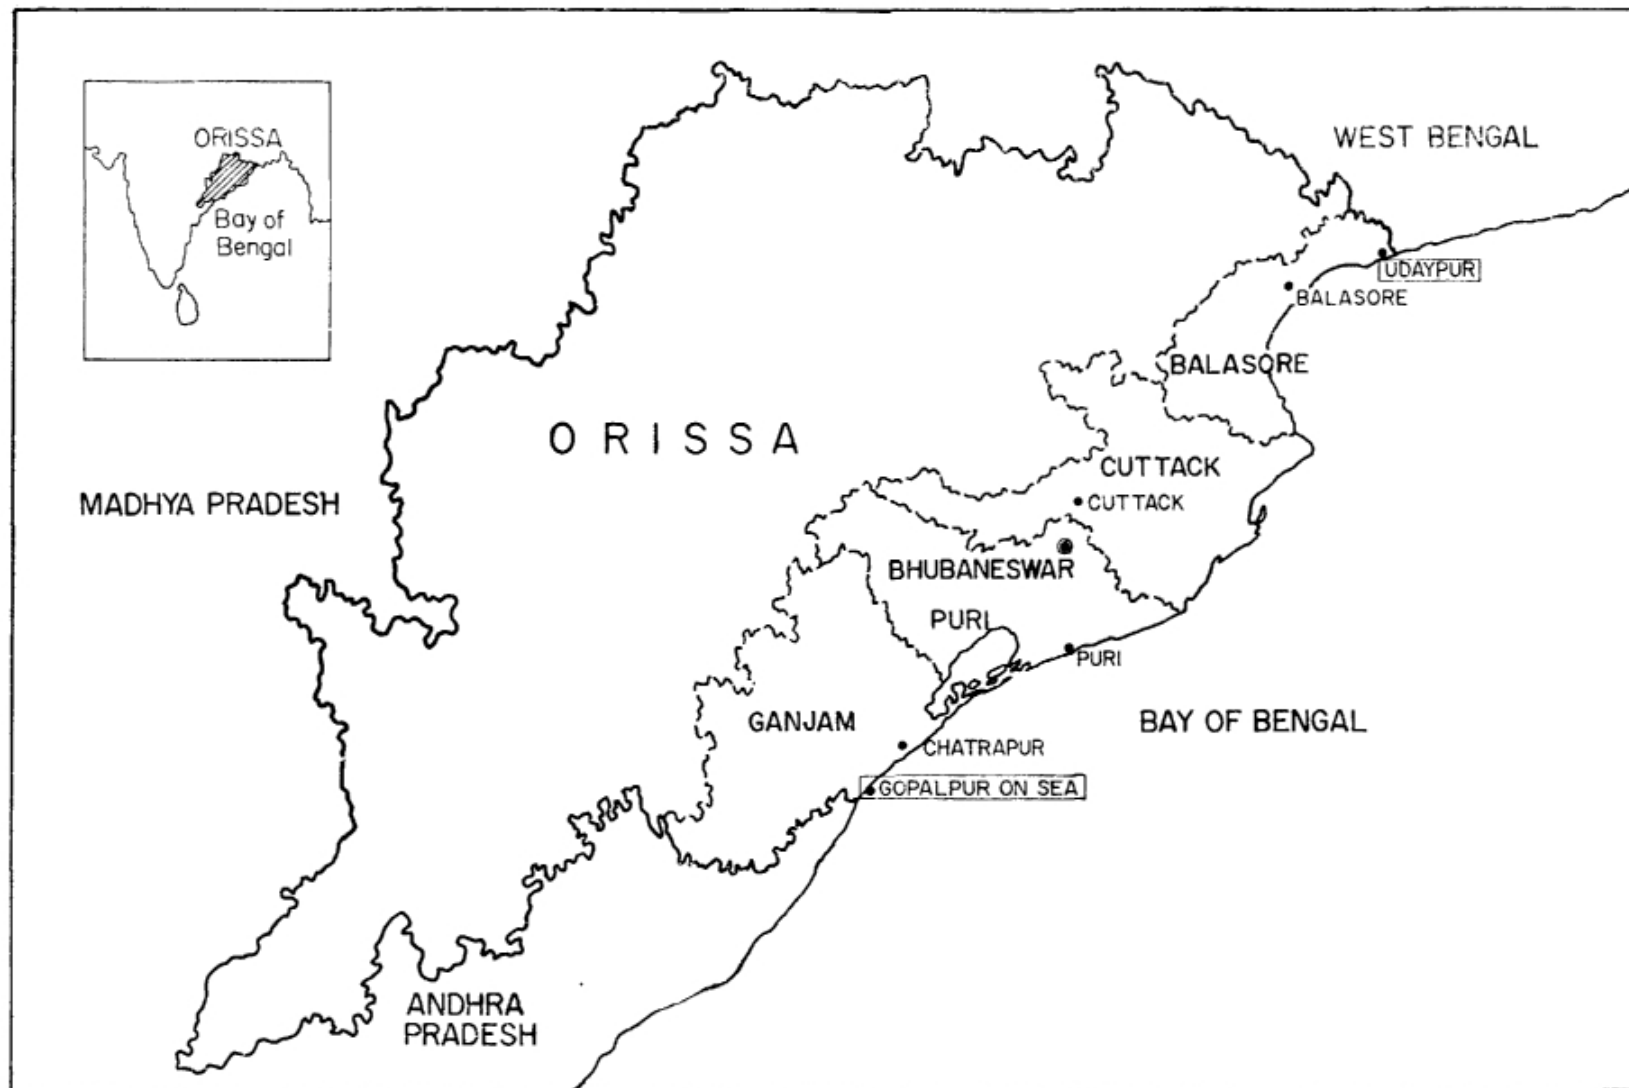 ORISSA
Bay of
Bengal
WEST BENGAL
UDAYPUR
BALASORE
BALASORE
ORISSA
CUTTACK
MADHYA PRADESH
CUTTACK
BHUBANESWAR
PURI
PURI
GANJAM
BAY OF BENGAL
CHATRAPUR
GOPALPUR ON SEA
ANDHRA
PRADESH